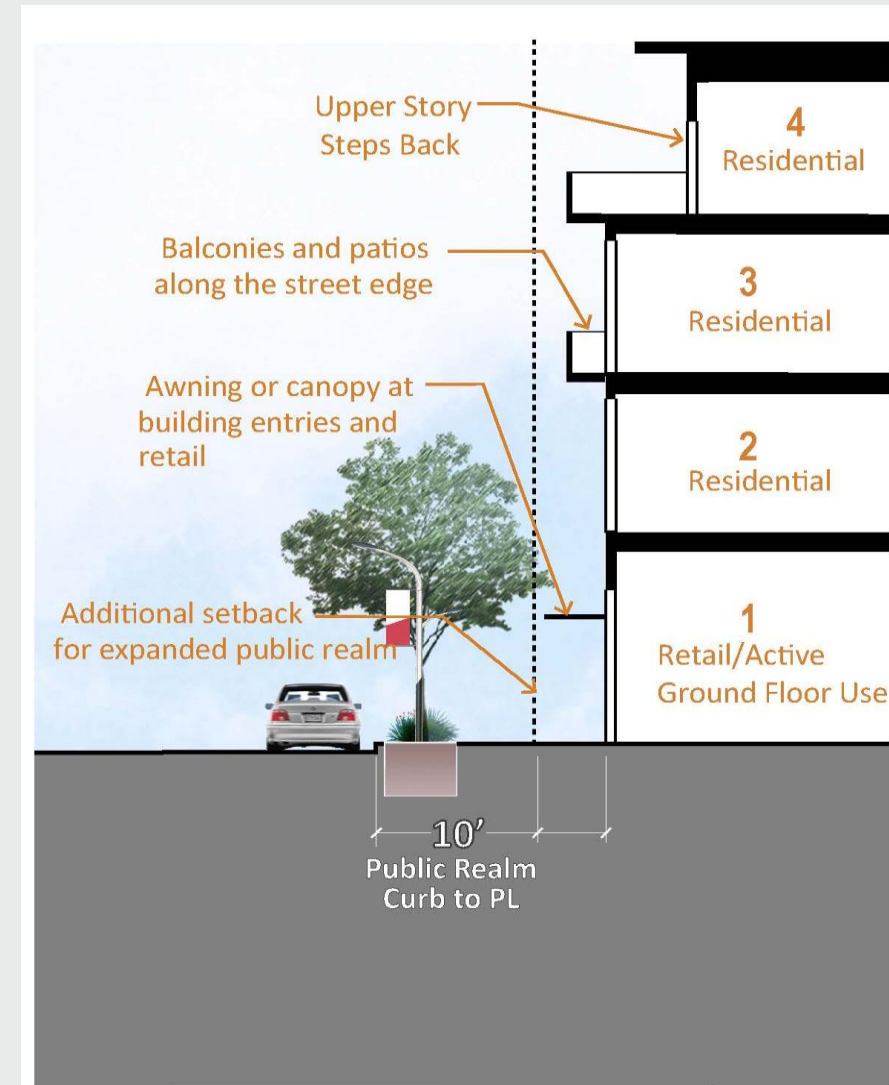 Upper Story
Steps Back
4
Residential
Balconies and patios
along the street edge
3
Residential
Awning or canopy at
building entries and
retail
2
Residential
Additional setback
for expanded public realm
1
Retail/Active
Ground Floor Use
10’
Public Realm
Curb to PL